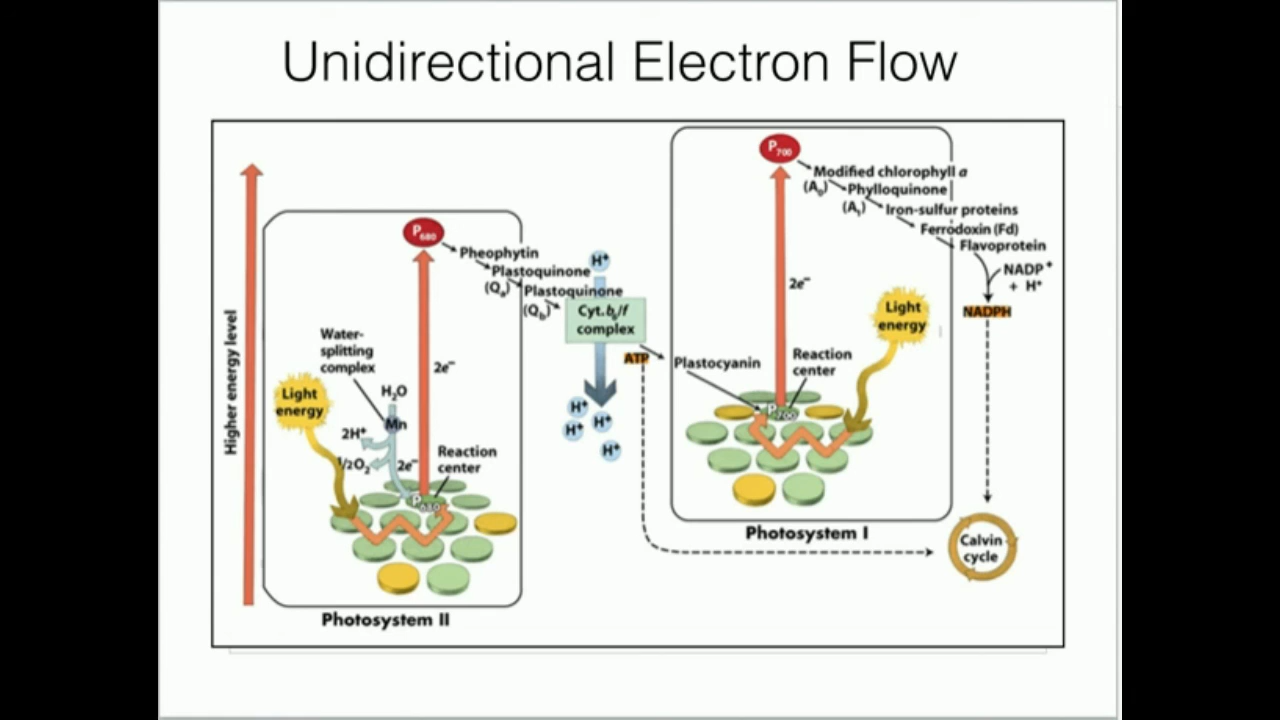 Unidirectional Electron Flow
Higher energy level
P680
Pheophytin
Plastoquinone
(Qa)
Plastoquinone
(Qb)
H+
Cyt. b6/f
complex
ATP
H+
H+
H+
H+
Water-
splitting
complex
Light
energy
H2O
Mn
2H+
1/2O2
2e−
2e−
Reaction
center
P680
Photosystem II
P700
Modified chlorophyll a
(A0)
Phylloquinone
(A1)
Iron-sulfur proteins
Ferrodoxin (Fd)
Flavoprotein
NADP+
+ H+
NADPH
2e−
Light
energy
Plastocyanin
Reaction
center
P700
Photosystem I
Calvin
cycle